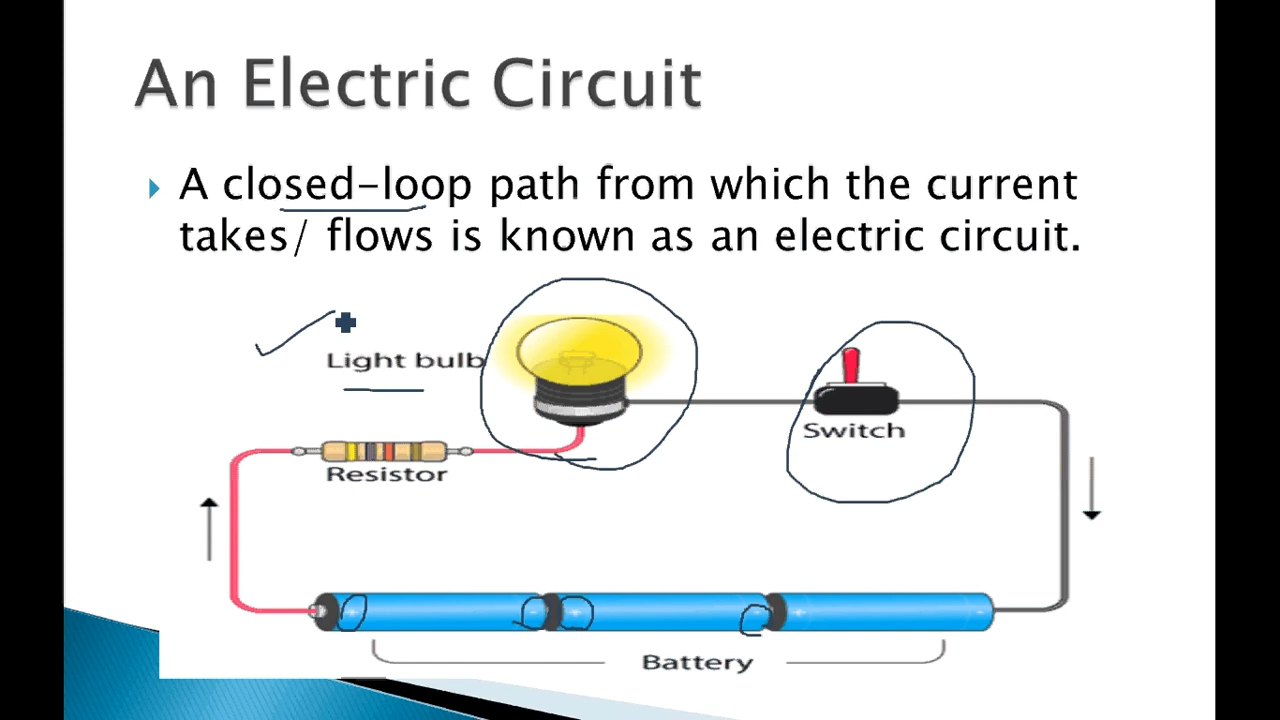 An Electric Circuit
A closed-loop path from which the current
takes/ flows is known as an electric circuit.
Light bulb
Switch
Resistor
Battery